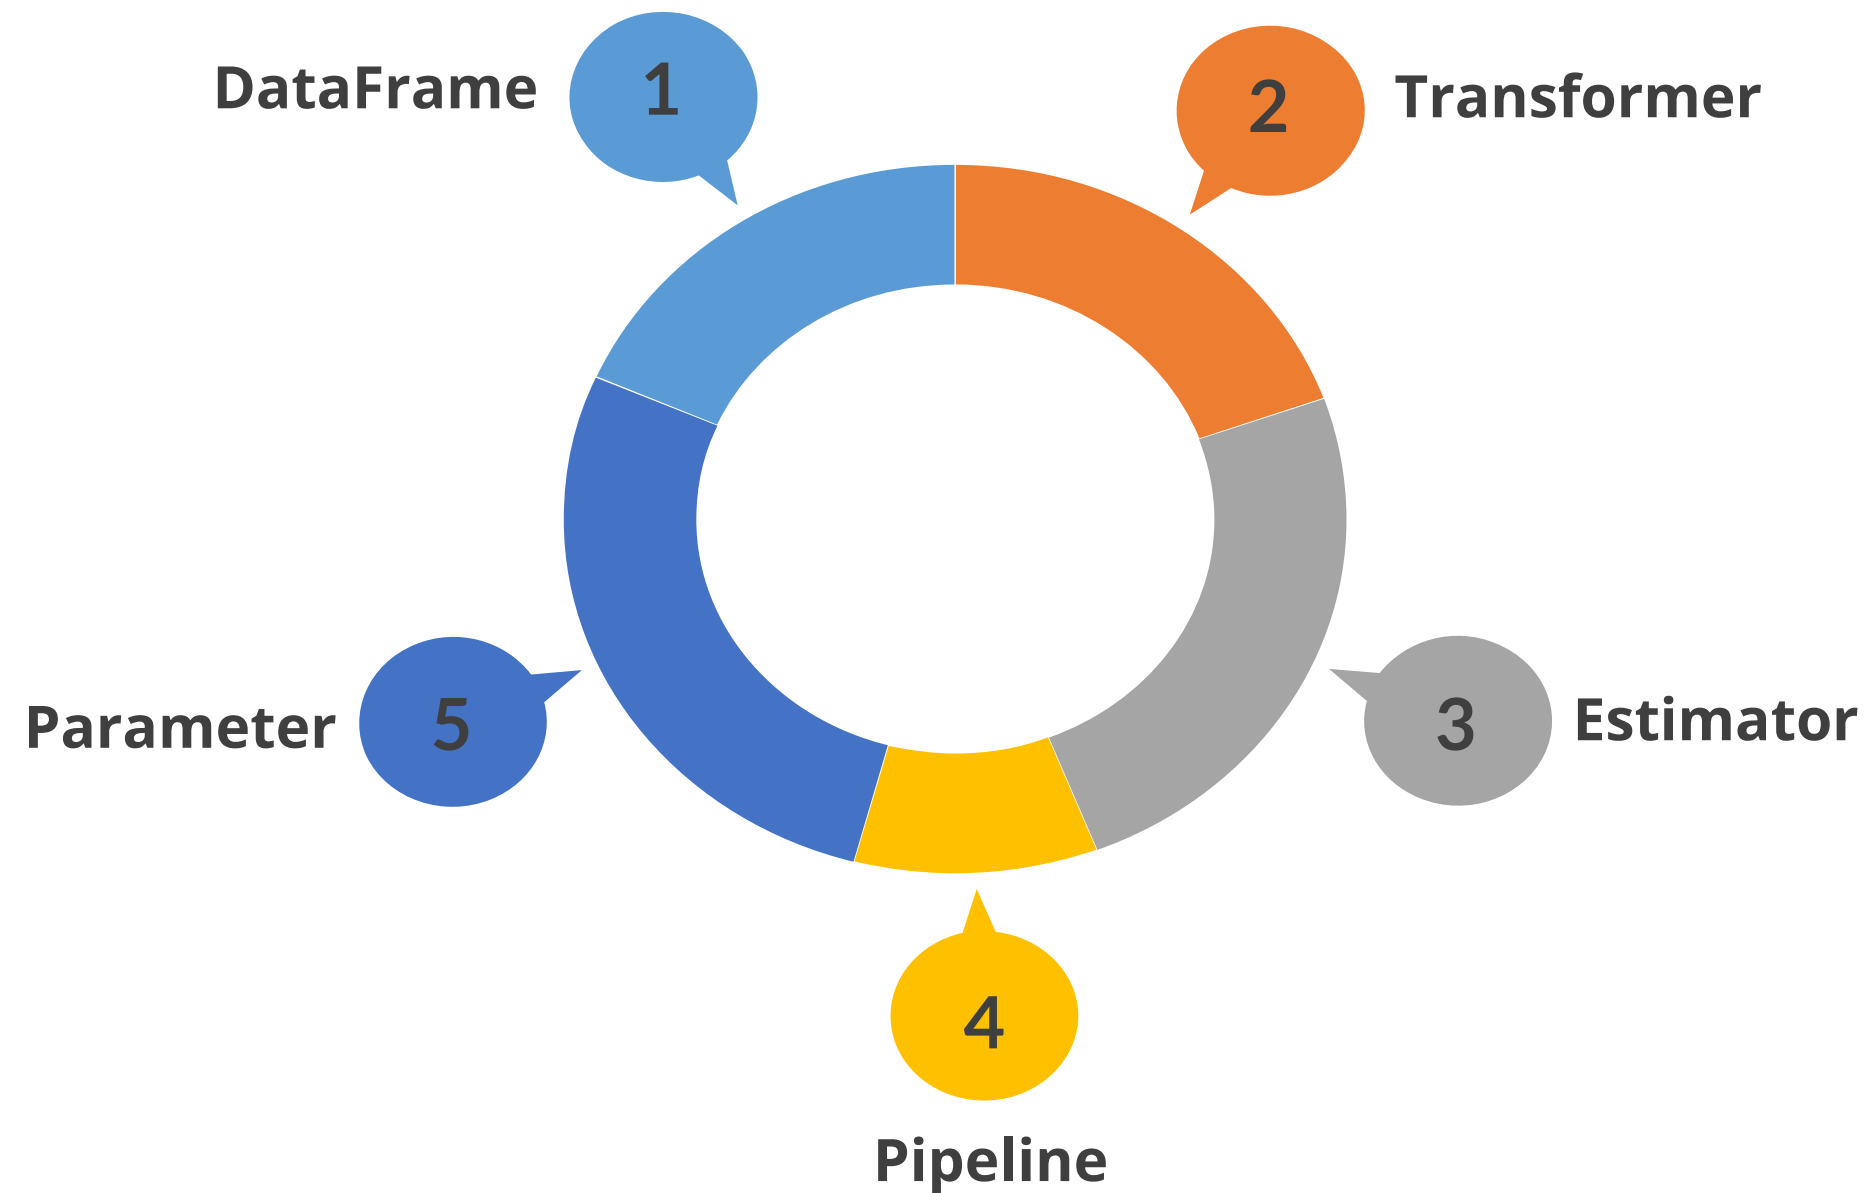 DataFrame
1
2
Transformer
3
Estimator
4
Pipeline
5
Parameter